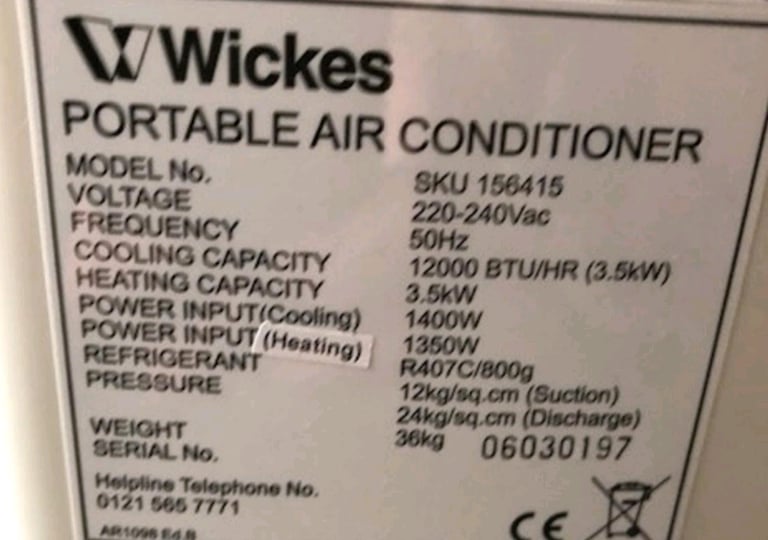 Wickes
PORTABLE AIR CONDITIONER
MODEL No. SKU 156415
VOLTAGE 220-240Vac
FREQUENCY 50Hz
COOLING CAPACITY 12000 BTU/HR (3.5kW)
HEATING CAPACITY 3.5kW
POWER INPUT(Cooling) 1400W
POWER INPUT (Heating) 1350W
REFRIGERANT R407C/800g
PRESSURE 12kg/sq.cm (Suction)
24kg/sq.cm (Discharge)
WEIGHT 36kg
SERIAL No. 06030197
Helpline Telephone No.
0121 565 7771
AR1096 Ed.B
CE